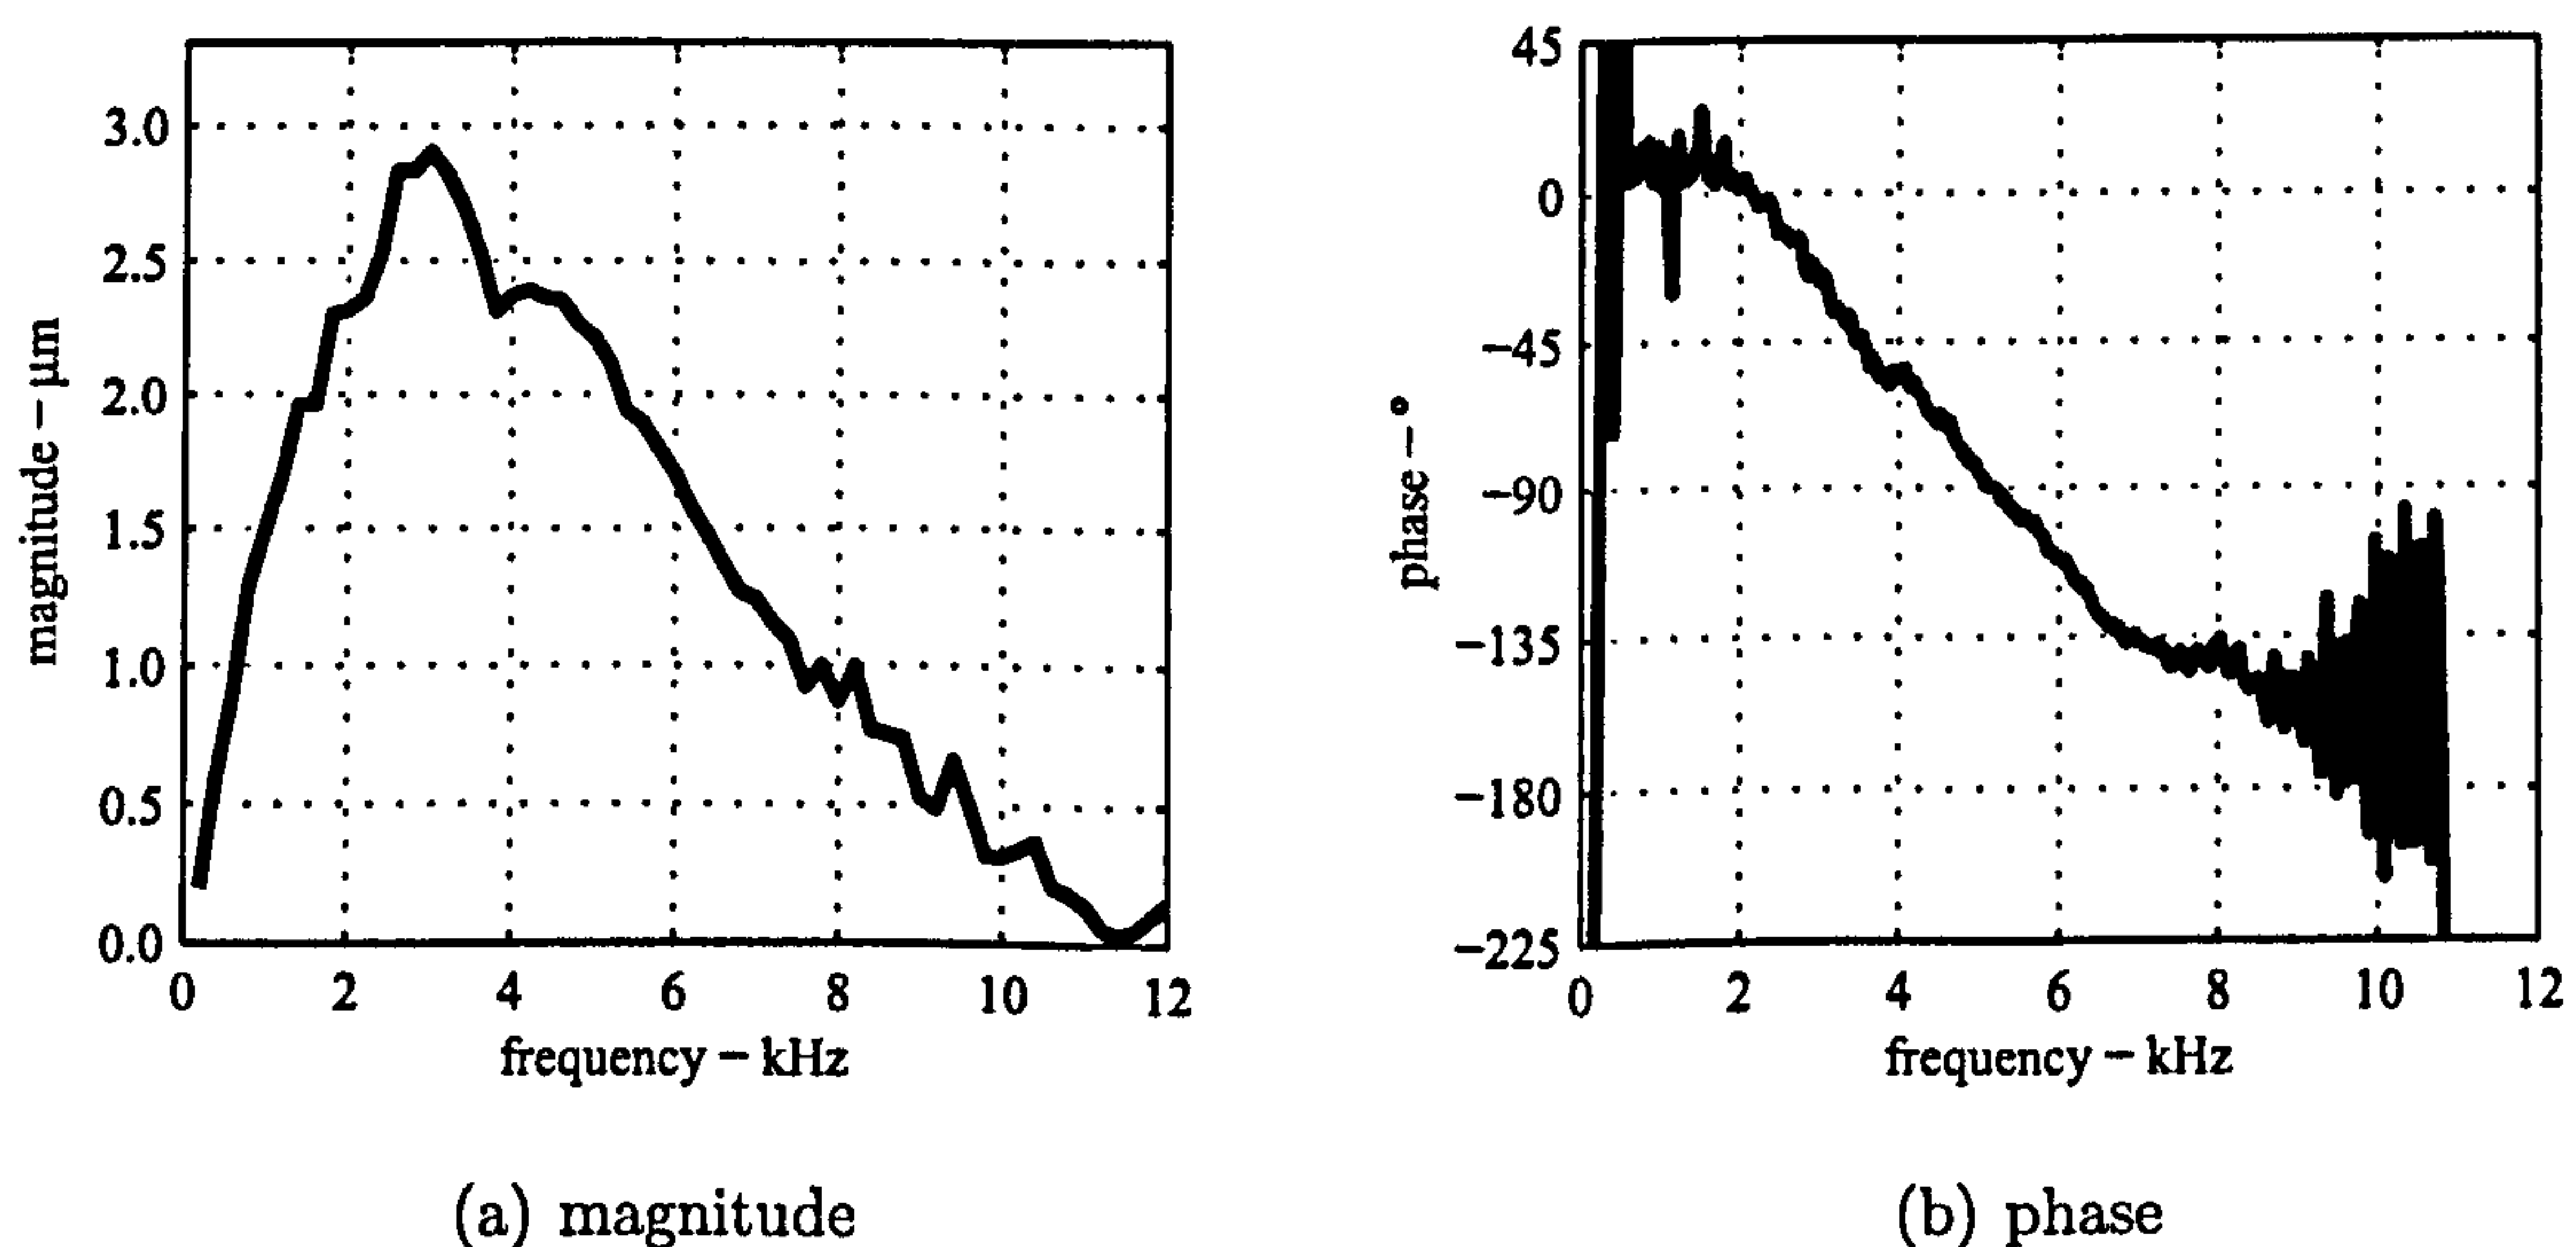 magnitude – μm
3.0
2.5
2.0
1.5
1.0
0.5
0.0
0 2 4 6 8 10 12
frequency – kHz
(a) magnitude
phase – °
45
0
−45
−90
−135
−180
−225
0 2 4 6 8 10 12
frequency – kHz
(b) phase